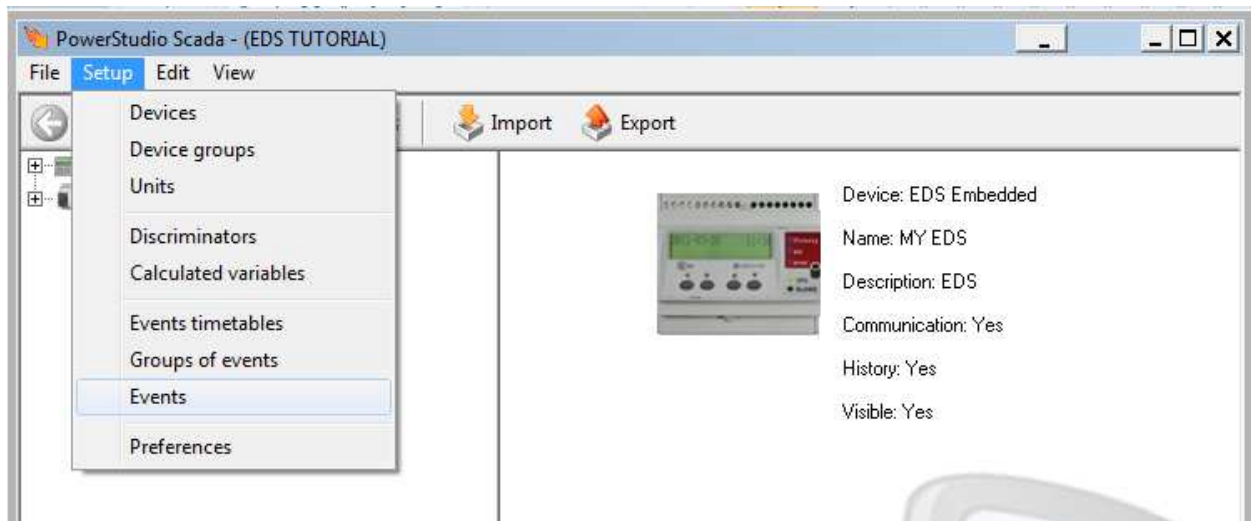 PowerStudio Scada - (EDS TUTORIAL)
File Setup Edit View
Import Export
Devices
Device groups
Units
Discriminators
Calculated variables
Events timetables
Groups of events
Events
Preferences
Device: EDS Embedded
Name: MY EDS
Description: EDS
Communication: Yes
History: Yes
Visible: Yes